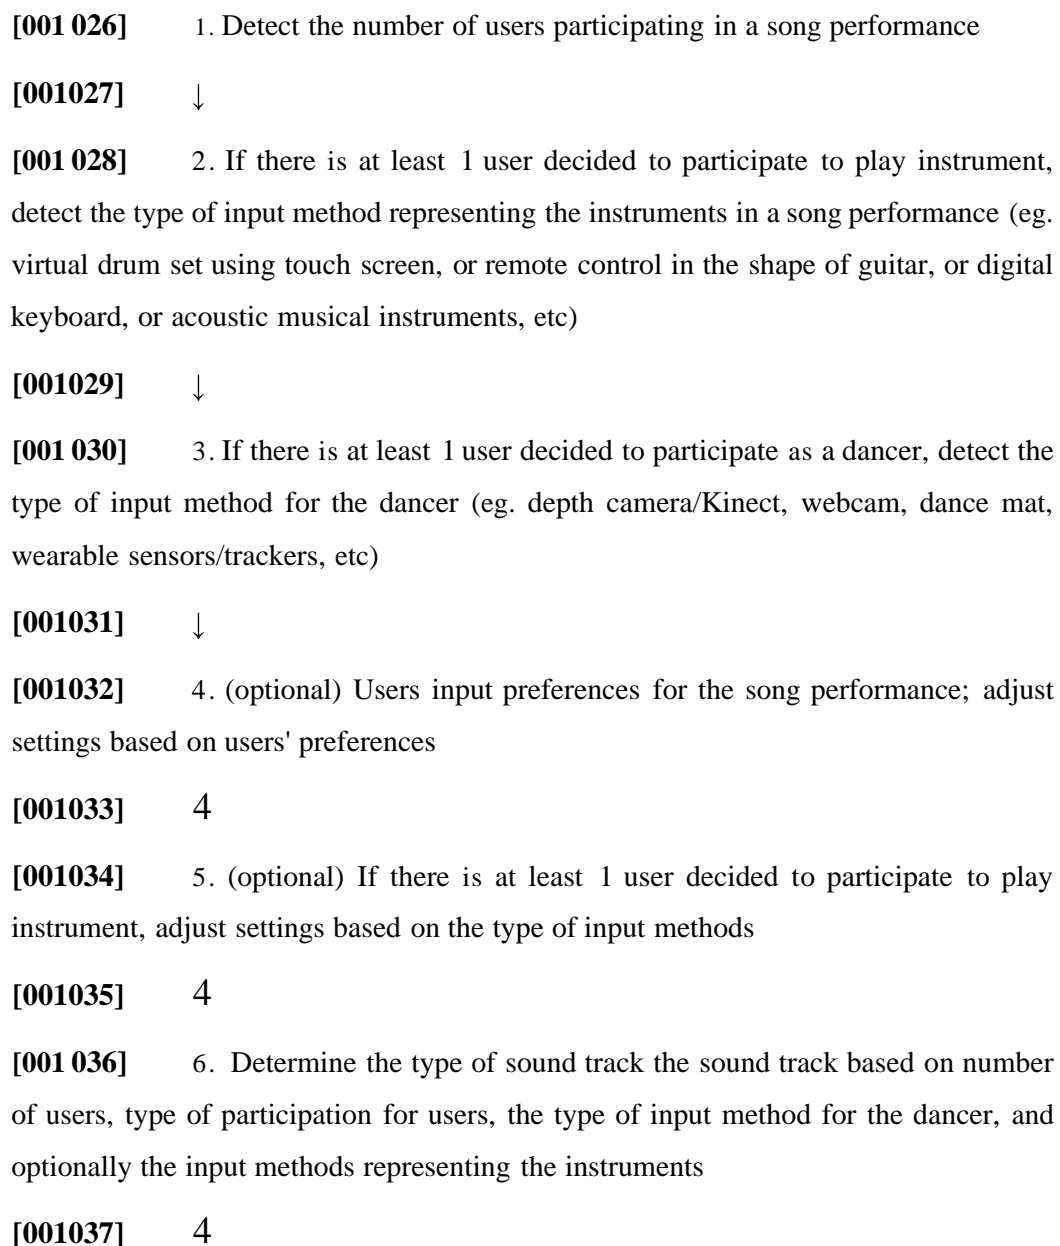 [001 026] 1. Detect the number of users participating in a song performance
[001027] ↓
[001 028] 2. If there is at least 1 user decided to participate to play instrument,
detect the type of input method representing the instruments in a song performance (eg.
virtual drum set using touch screen, or remote control in the shape of guitar, or digital
keyboard, or acoustic musical instruments, etc)
[001029] ↓
[001 030] 3. If there is at least 1 user decided to participate as a dancer, detect the
type of input method for the dancer (eg. depth camera/Kinect, webcam, dance mat,
wearable sensors/trackers, etc)
[001031] ↓
[001032] 4. (optional) Users input preferences for the song performance; adjust
settings based on users' preferences
[001033] 4
[001034] 5. (optional) If there is at least 1 user decided to participate to play
instrument, adjust settings based on the type of input methods
[001035] 4
[001 036] 6. Determine the type of sound track the sound track based on number
of users, type of participation for users, the type of input method for the dancer, and
optionally the input methods representing the instruments
[001037] 4